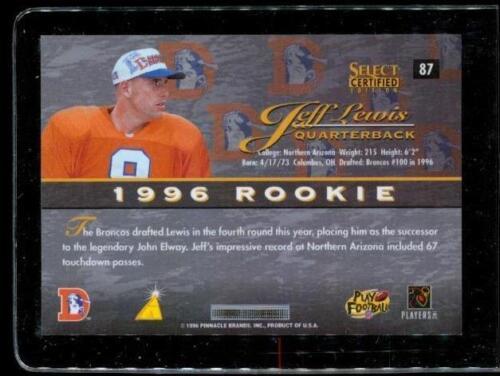 SELECT
CERTIFIED
EDITION
87
Jeff Lewis
QUARTERBACK
College: Northern Arizona Weight: 215 Height: 6'2"
Born: 4/17/73 Columbus, OH Drafted: Broncos #100 in 1996
8
1996 ROOKIE
The Broncos drafted Lewis in the fourth round this year, placing him as the successor
to the legendary John Elway. Jeff's impressive record at Northern Arizona included 67
touchdown passes.
PLAY
FOOTBALL
PLAYERS
© 1996 PINNACLE BRANDS, INC., PRODUCT OF U.S.A.